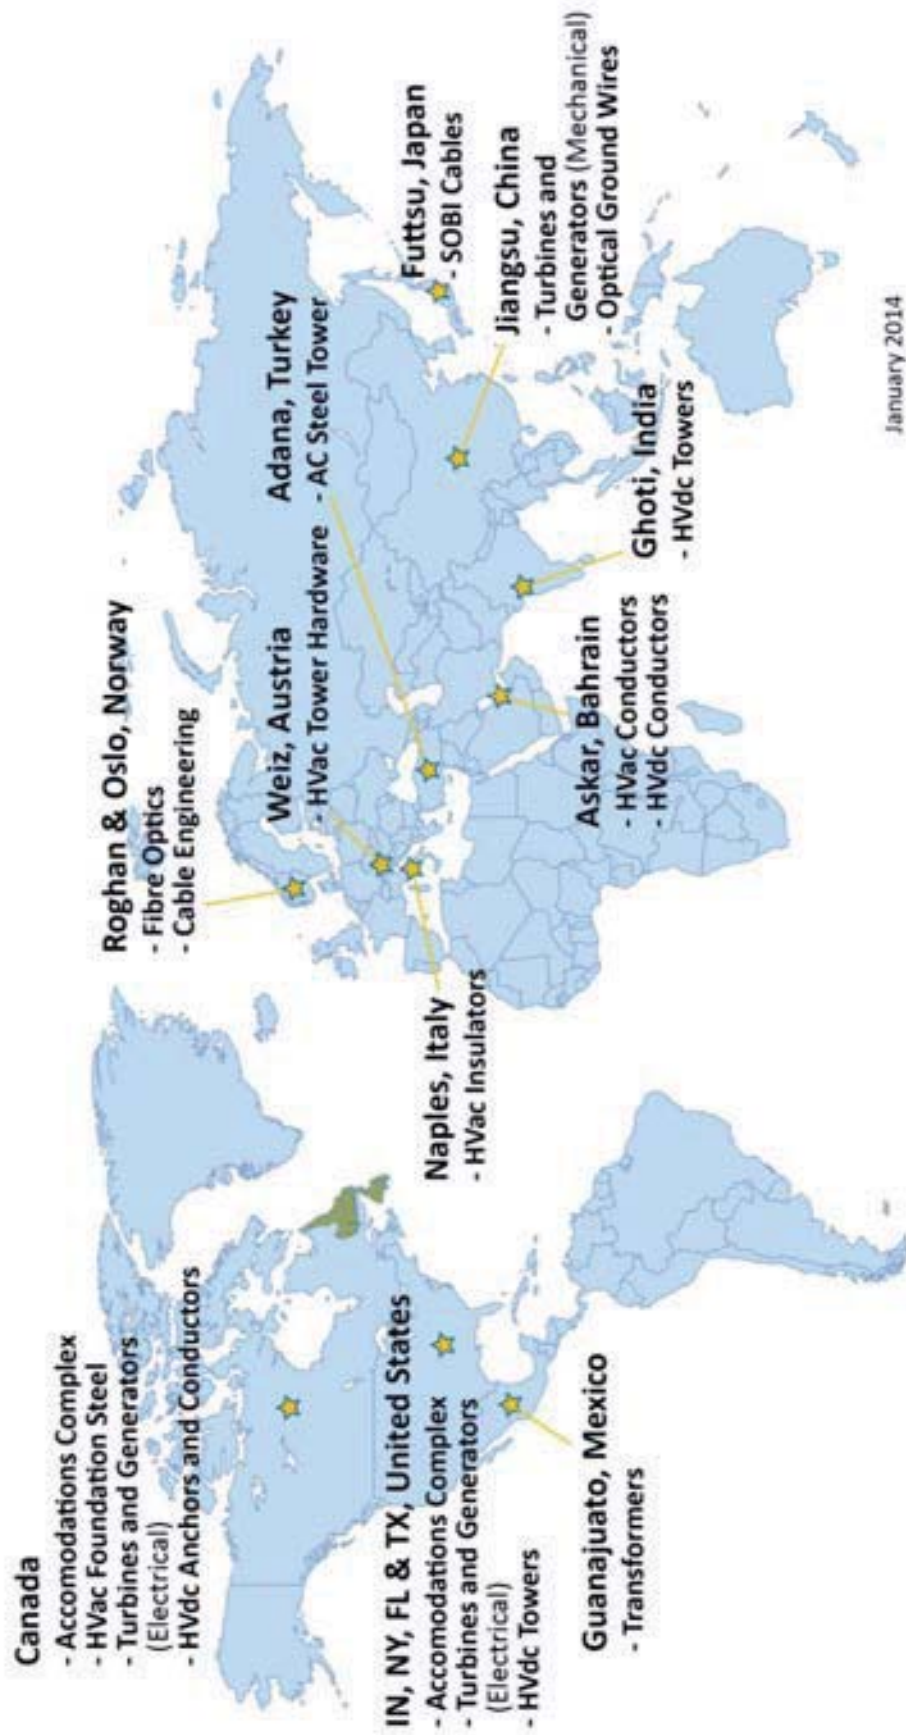 Canada
- Accomodations Complex
- HVac Foundation Steel
- Turbines and Generators
(Electrical)
- HVdc Anchors and Conductors
IN, NY, FL & TX, United States
- Accomodations Complex
- Turbines and Generators
(Electrical)
- HVdc Towers
Guanajuato, Mexico
- Transformers
Roghan & Oslo, Norway
- Fibre Optics
- Cable Engineering
Weiz, Austria
- HVac Tower Hardware
Adana, Turkey
- AC Steel Tower
Naples, Italy
- HVac Insulators
Futtsu, Japan
- SOBI Cables
Jiangsu, China
- Turbines and
Generators (Mechanical)
- Optical Ground Wires
Askar, Bahrain
- HVac Conductors
- HVdc Conductors
Ghoti, India
- HVdc Towers
January 2014